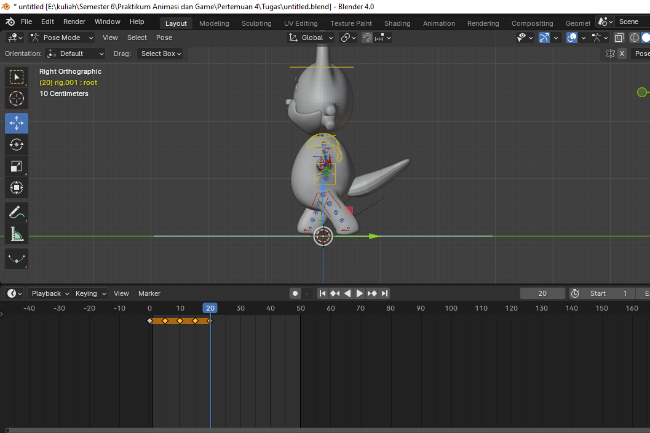 * untitled [E:\kuliah\Semester 6\Praktikum Animasi dan Game\Pertemuan 4\Tugas\untitled.blend] - Blender 4.0
File Edit Render Window Help Layout Modeling Sculpting UV Editing Texture Paint Shading Animation Rendering Compositing Geomet Scene
Pose Mode View Select Pose Global
Orientation: Default Drag: Select Box X Pose
Right Orthographic
(20) rig.001 : root
10 Centimeters
Playback Keying View Marker 20 Start 1 E
-40 -30 -20 -10 0 10 20 30 40 50 60 70 80 90 100 110 120 130 140 150 160